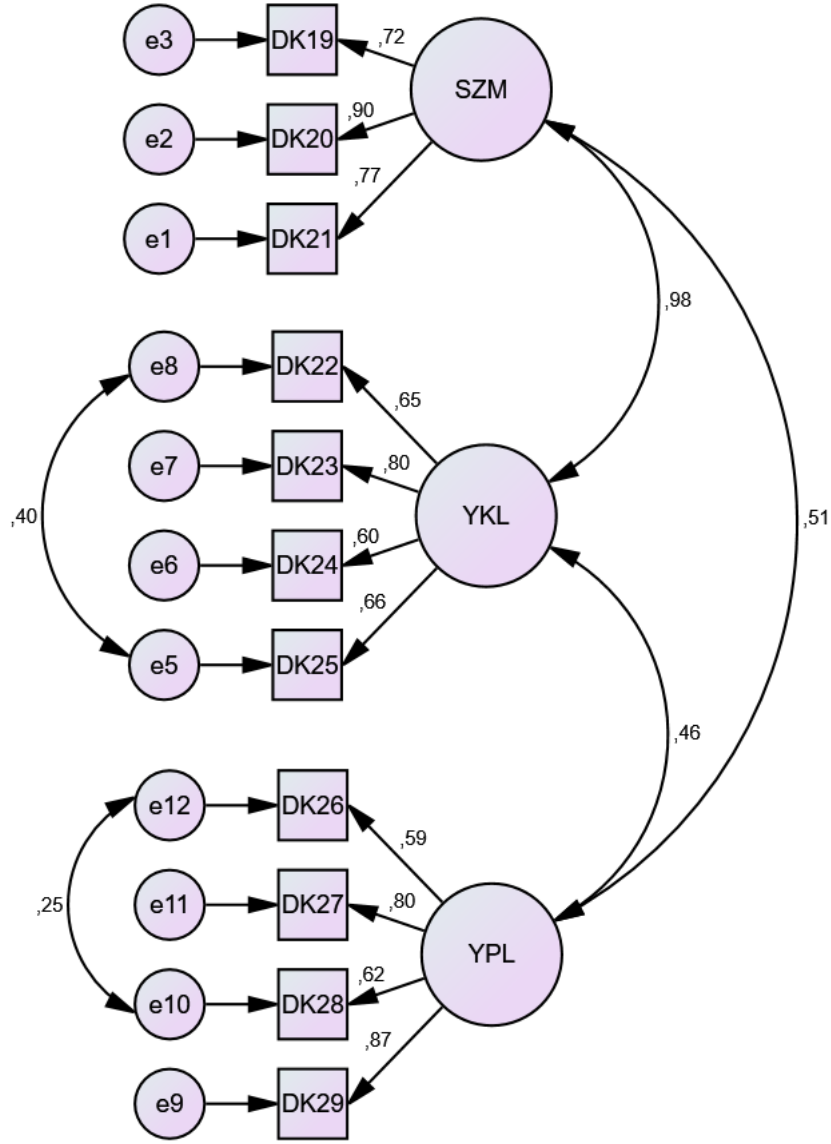 e3
DK19
,72
SZM
e2
DK20
,90
e1
DK21
,77
,98
e8
DK22
,65
e7
DK23
,80
YKL
,40
,51
e6
DK24
,60
e5
DK25
,66
,46
e12
DK26
,59
,25
e11
DK27
,80
YPL
e10
DK28
,62
e9
DK29
,87